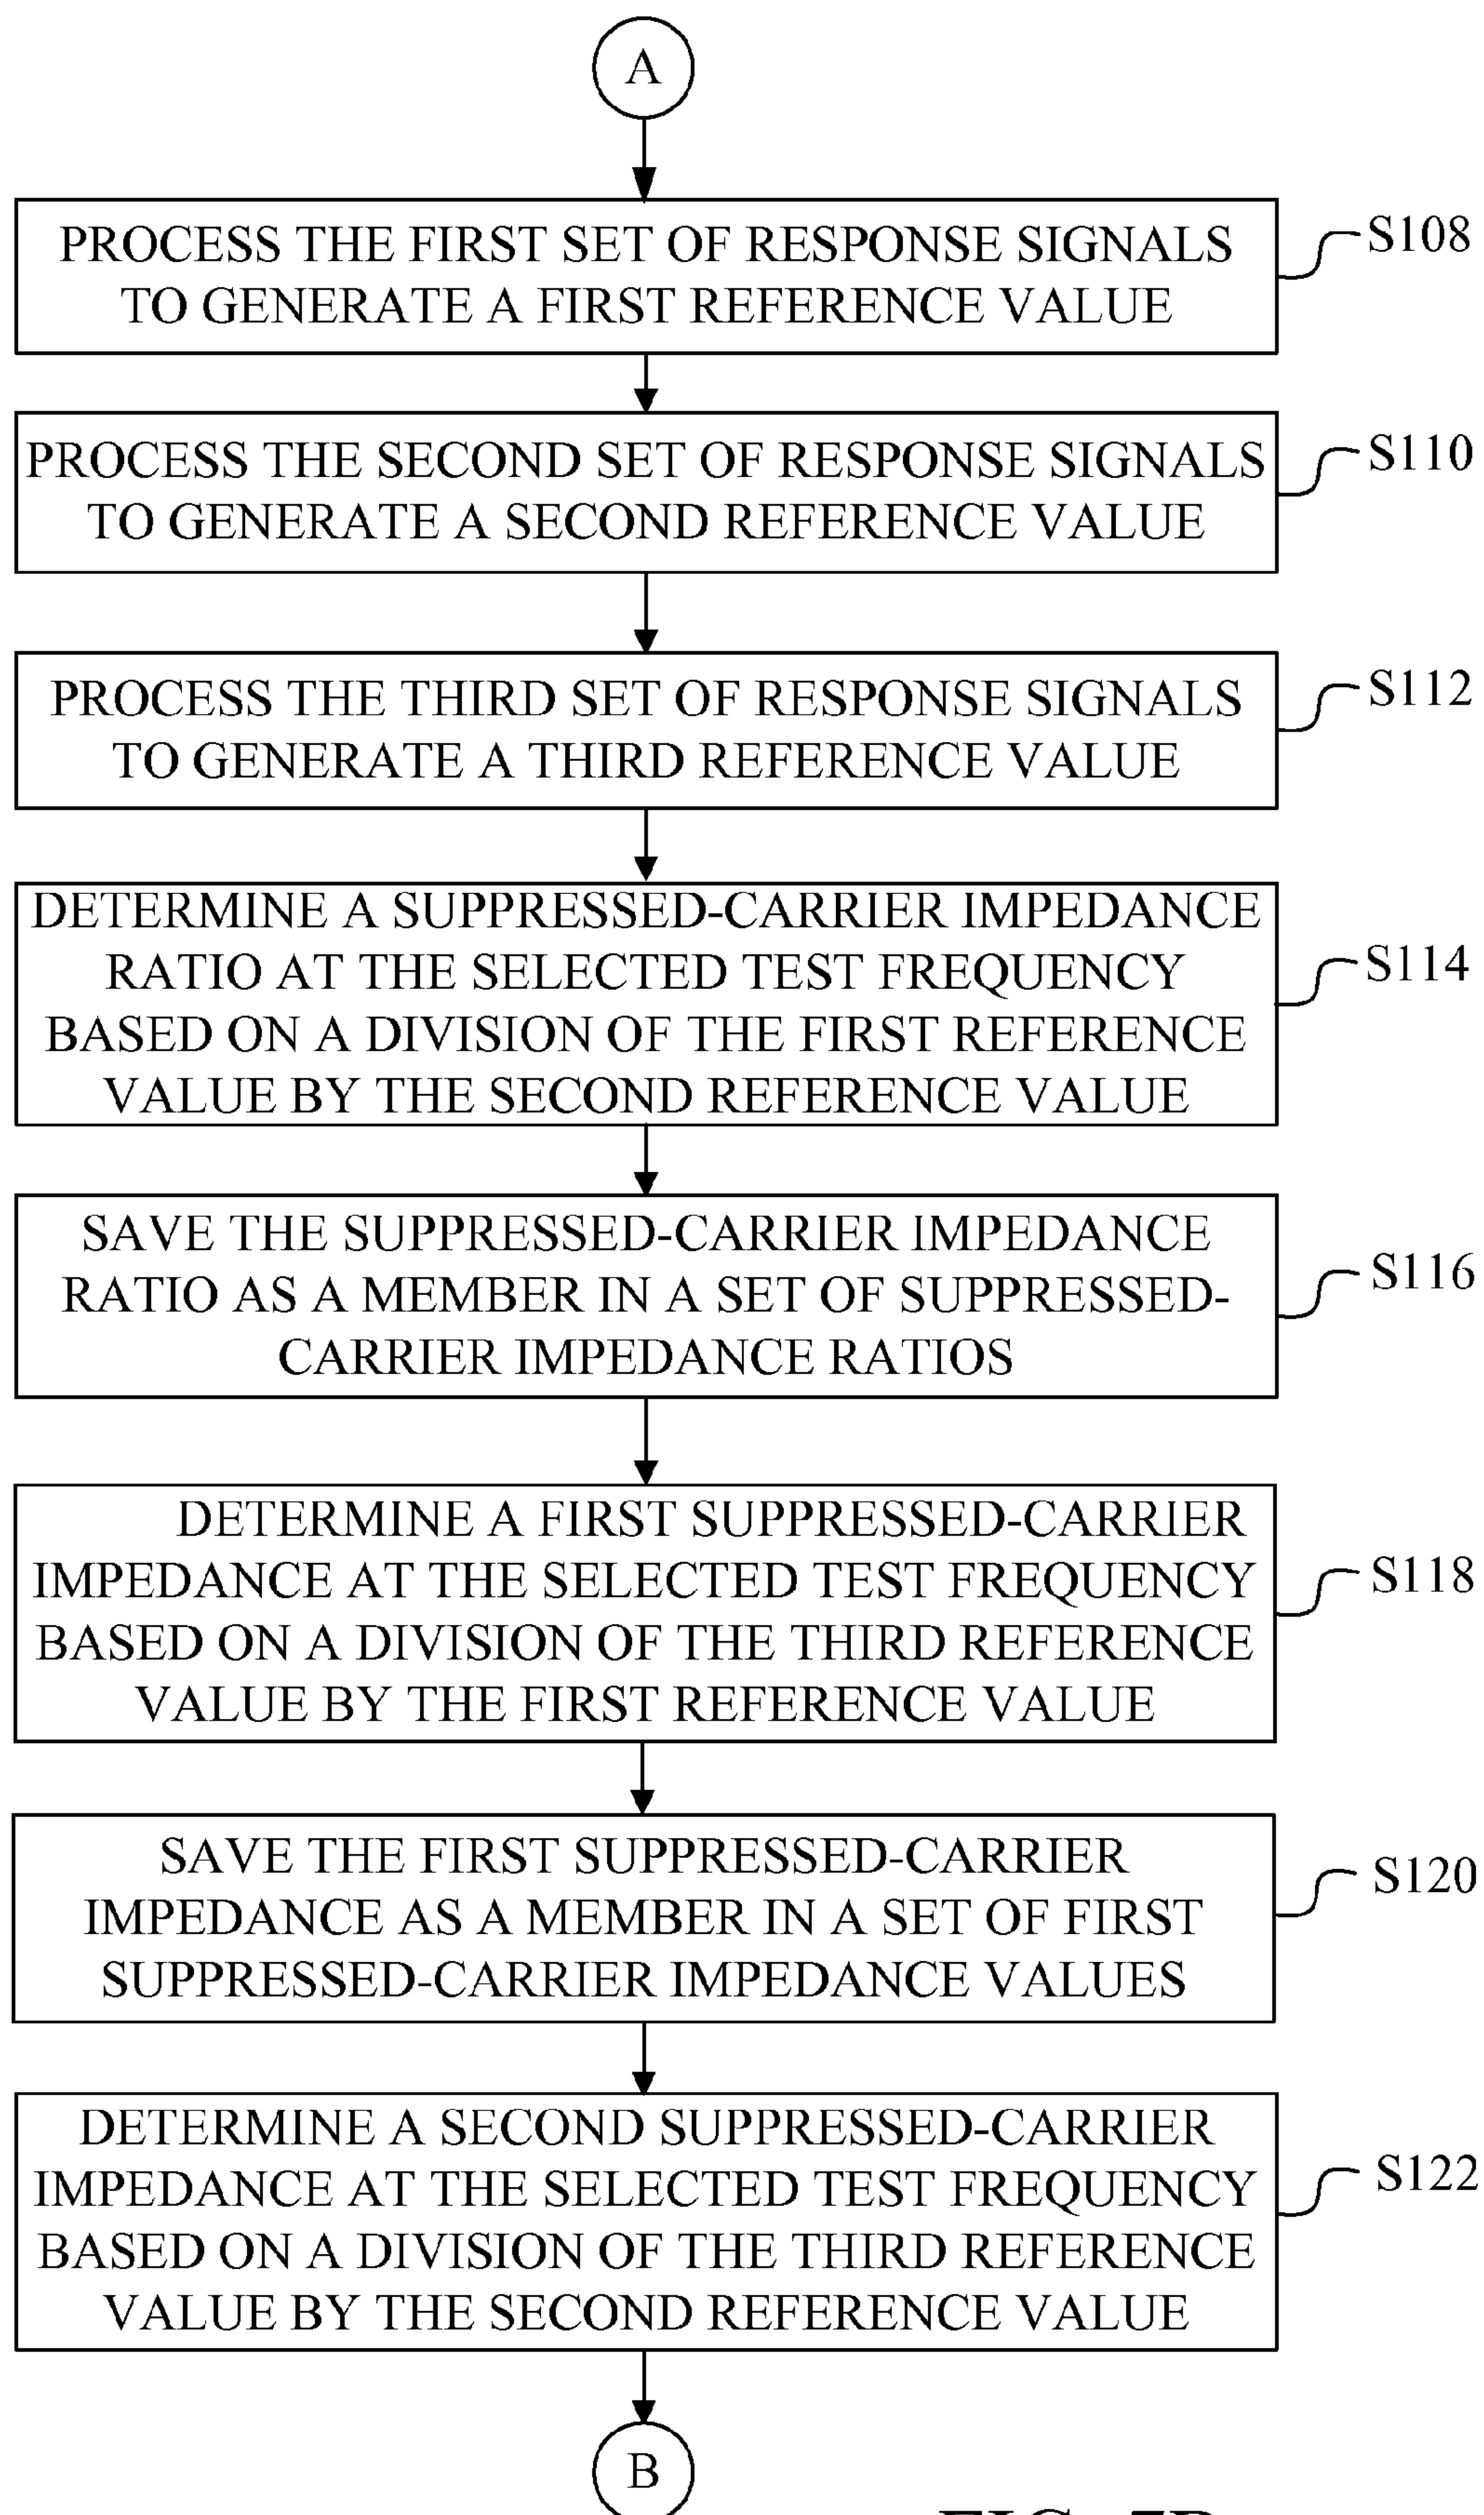 A
PROCESS THE FIRST SET OF RESPONSE SIGNALS
TO GENERATE A FIRST REFERENCE VALUE
S108
PROCESS THE SECOND SET OF RESPONSE SIGNALS
TO GENERATE A SECOND REFERENCE VALUE
S110
PROCESS THE THIRD SET OF RESPONSE SIGNALS
TO GENERATE A THIRD REFERENCE VALUE
S112
DETERMINE A SUPPRESSED-CARRIER IMPEDANCE
RATIO AT THE SELECTED TEST FREQUENCY
BASED ON A DIVISION OF THE FIRST REFERENCE
VALUE BY THE SECOND REFERENCE VALUE
S114
SAVE THE SUPPRESSED-CARRIER IMPEDANCE
RATIO AS A MEMBER IN A SET OF SUPPRESSED-
CARRIER IMPEDANCE RATIOS
S116
DETERMINE A FIRST SUPPRESSED-CARRIER
IMPEDANCE AT THE SELECTED TEST FREQUENCY
BASED ON A DIVISION OF THE THIRD REFERENCE
VALUE BY THE FIRST REFERENCE VALUE
S118
SAVE THE FIRST SUPPRESSED-CARRIER
IMPEDANCE AS A MEMBER IN A SET OF FIRST
SUPPRESSED-CARRIER IMPEDANCE VALUES
S120
DETERMINE A SECOND SUPPRESSED-CARRIER
IMPEDANCE AT THE SELECTED TEST FREQUENCY
BASED ON A DIVISION OF THE THIRD REFERENCE
VALUE BY THE SECOND REFERENCE VALUE
S122
B